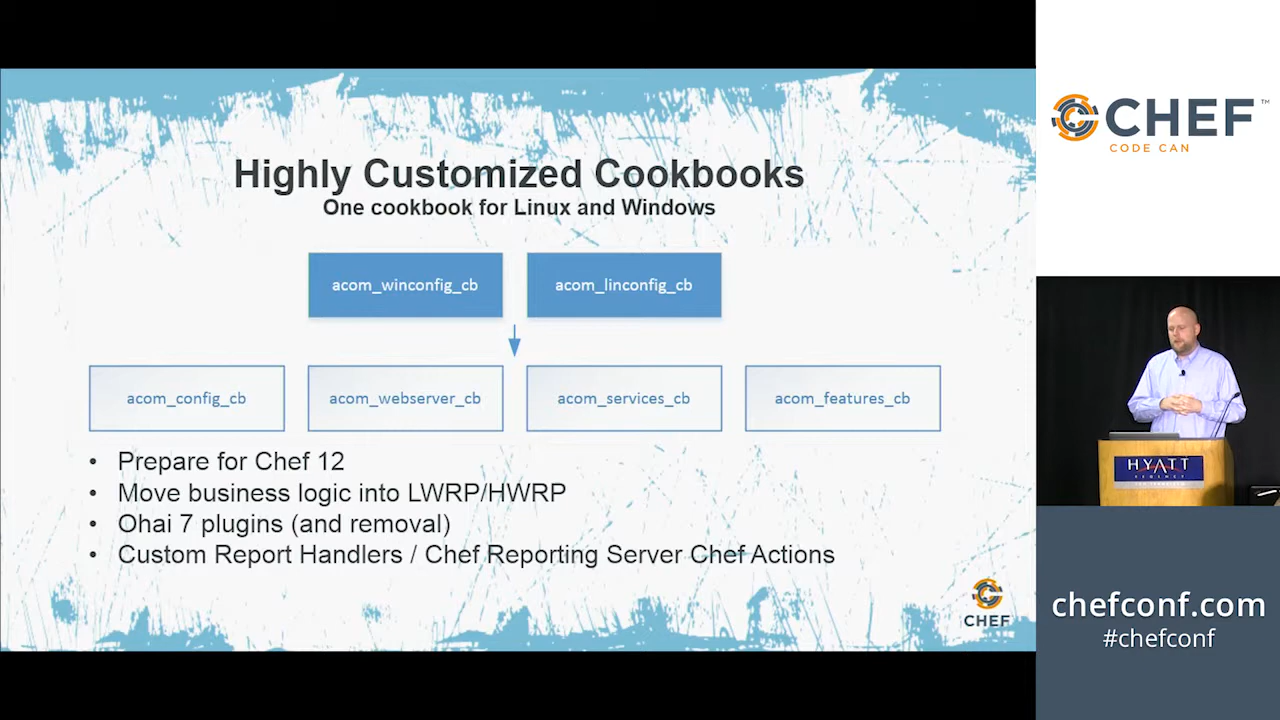 Highly Customized Cookbooks
One cookbook for Linux and Windows
acom_winconfig_cb
acom_linconfig_cb
acom_config_cb
acom_webserver_cb
acom_services_cb
acom_features_cb
• Prepare for Chef 12
• Move business logic into LWRP/HWRP
• Ohai 7 plugins (and removal)
• Custom Report Handlers / Chef Reporting Server Chef Actions
CHEF
CHEF™
CODE CAN
HYATT
REGENCY
chefconf.com
#chefconf